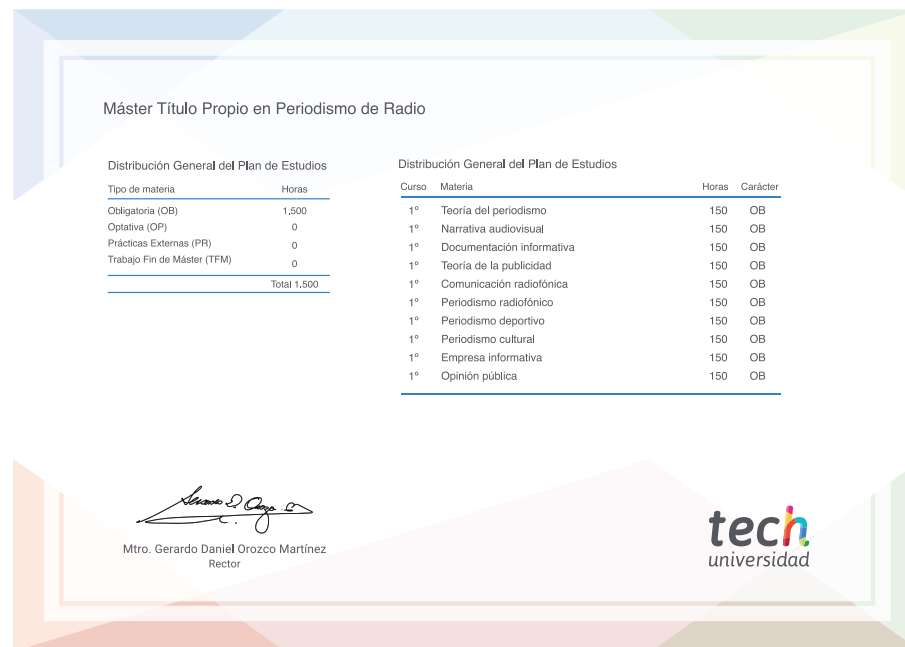 Máster Título Propio en Periodismo de Radio
Distribución General del Plan de Estudios
Tipo de materia Horas
Obligatoria (OB) 1,500
Optativa (OP) 0
Prácticas Externas (PR) 0
Trabajo Fin de Máster (TFM) 0
Total 1.500
Distribución General del Plan de Estudios
Curso Materia Horas Carácter
1º Teoría del periodismo 150 OB
1º Narrativa audiovisual 150 OB
1º Documentación informativa 150 OB
1º Teoría de la publicidad 150 OB
1º Comunicación radiofónica 150 OB
1º Periodismo radiofónico 150 OB
1º Periodismo deportivo 150 OB
1º Periodismo cultural 150 OB
1º Empresa informativa 150 OB
1º Opinión pública 150 OB
Mtro. Gerardo Daniel Orozco Martínez
Rector
tech
universidad